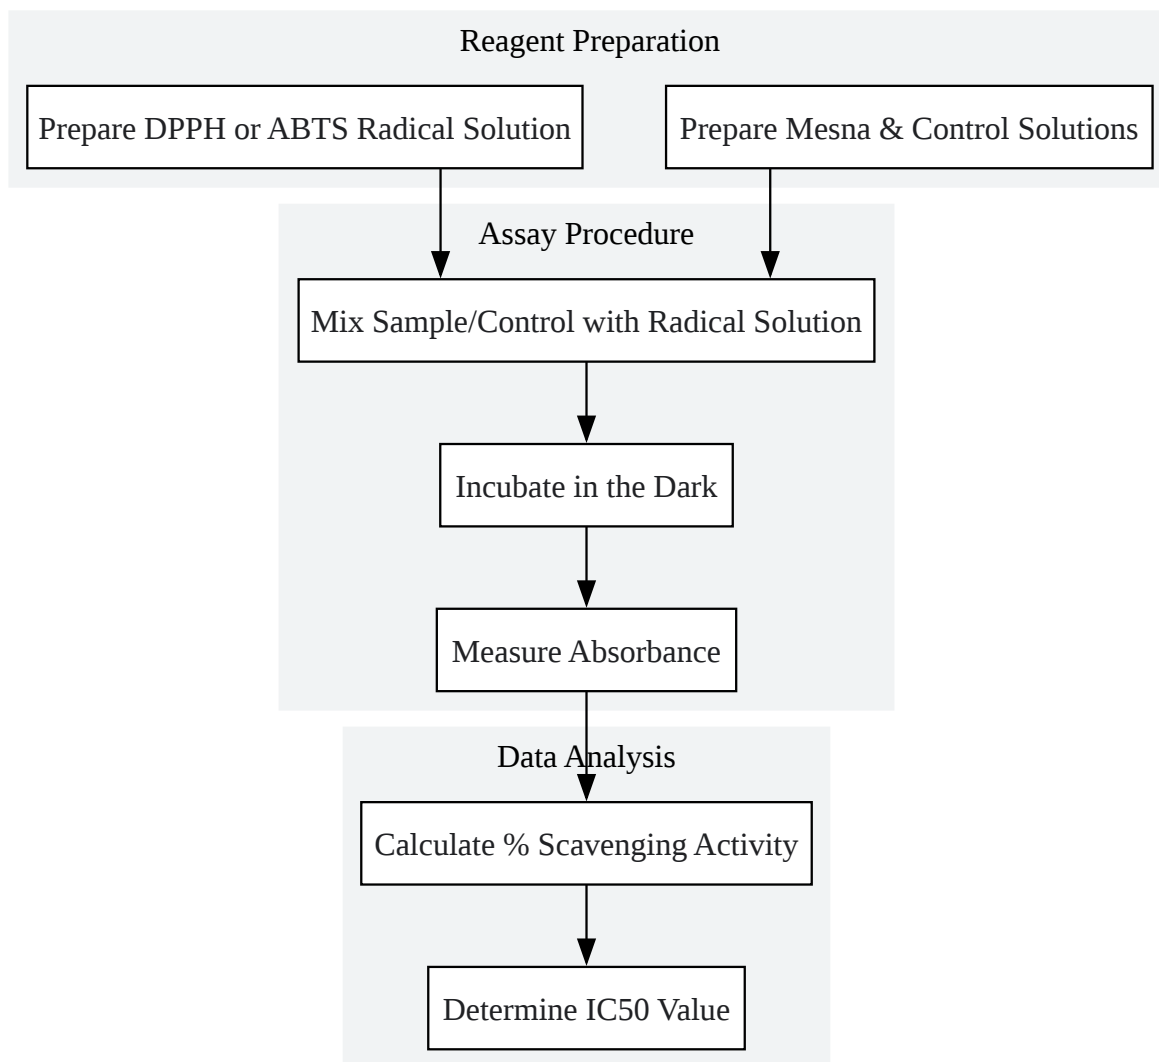 Reagent Preparation
Prepare DPPH or ABTS Radical Solution
Prepare Mesna & Control Solutions
Assay Procedure
Mix Sample/Control with Radical Solution
Incubate in the Dark
Measure Absorbance
Data Analysis
Calculate % Scavenging Activity
Determine IC50 Value